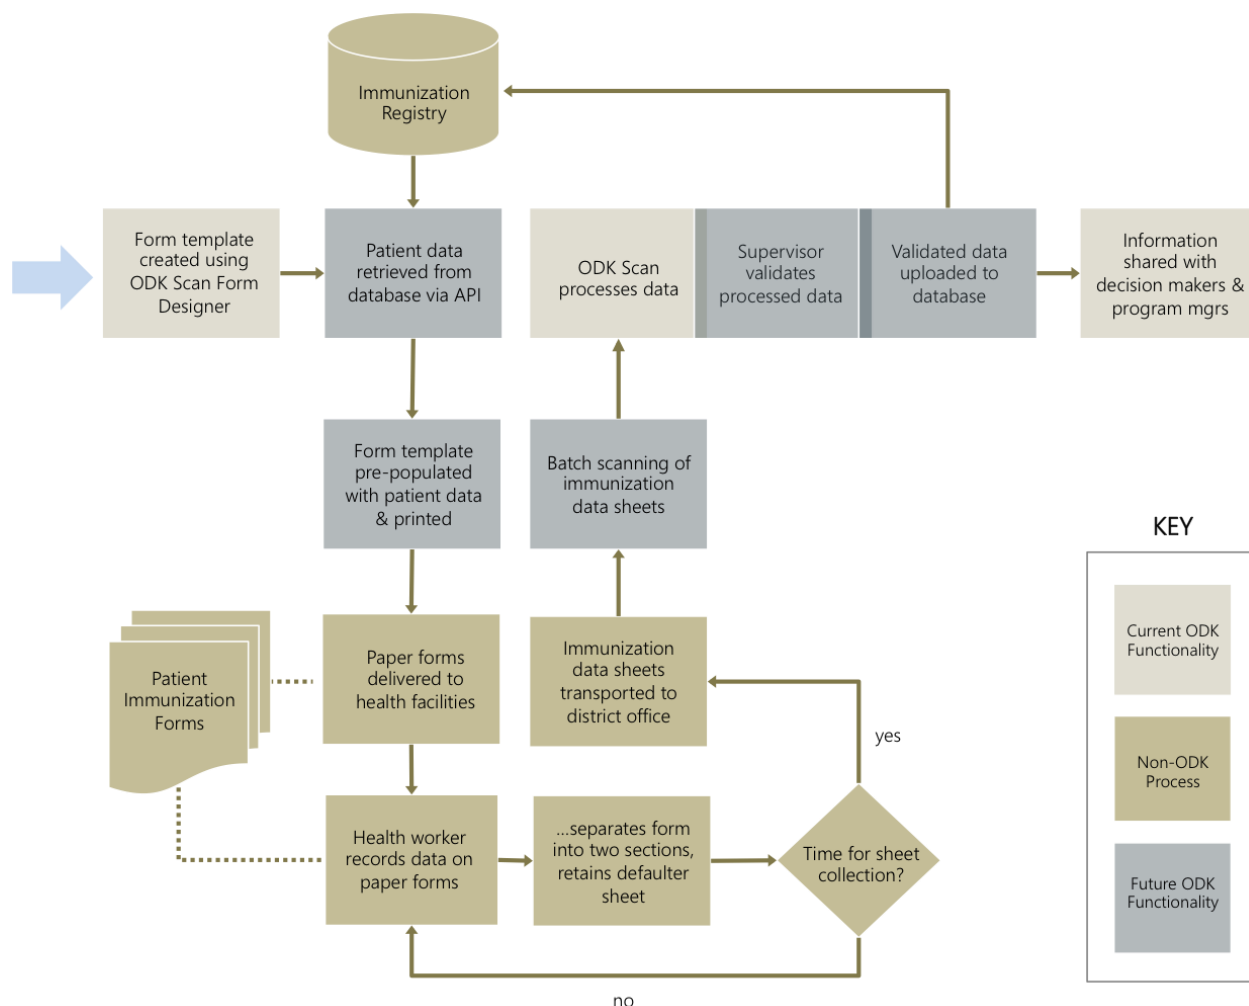 Immunization
Registry
Form template
created using
ODK Scan Form
Designer
Patient data
retrieved from
database via API
ODK Scan
processes data
Supervisor
validates
processed data
Validated data
uploaded to
database
Information
shared with
decision makers &
program mgrs
Form template
pre-populated
with patient data
& printed
Batch scanning of
immunization
data sheets
KEY
Current ODK
Functionality
Non-ODK
Process
Future ODK
Functionality
Patient
Immunization
Forms
Paper forms
delivered to
health facilities
Immunization
data sheets
transported to
district office
yes
Health worker
records data on
paper forms
...separates form
into two sections,
retains defaulter
sheet
Time for sheet
collection?
no